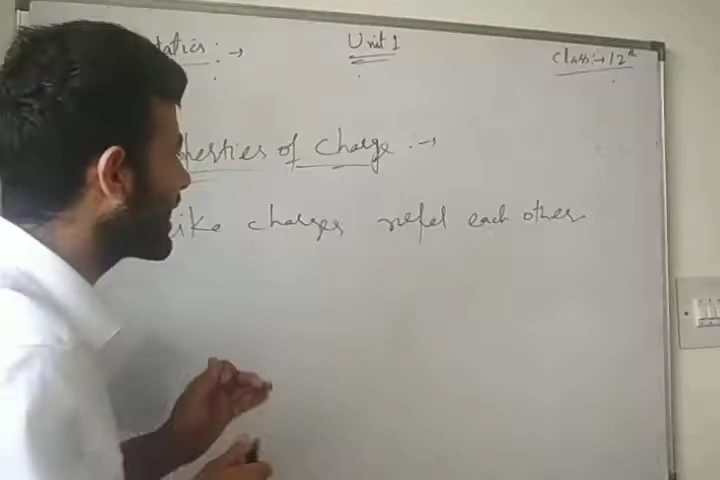 tatics :→ Unit 1 Class:→ 12th
perties of Charge :→
ike charges repel each other